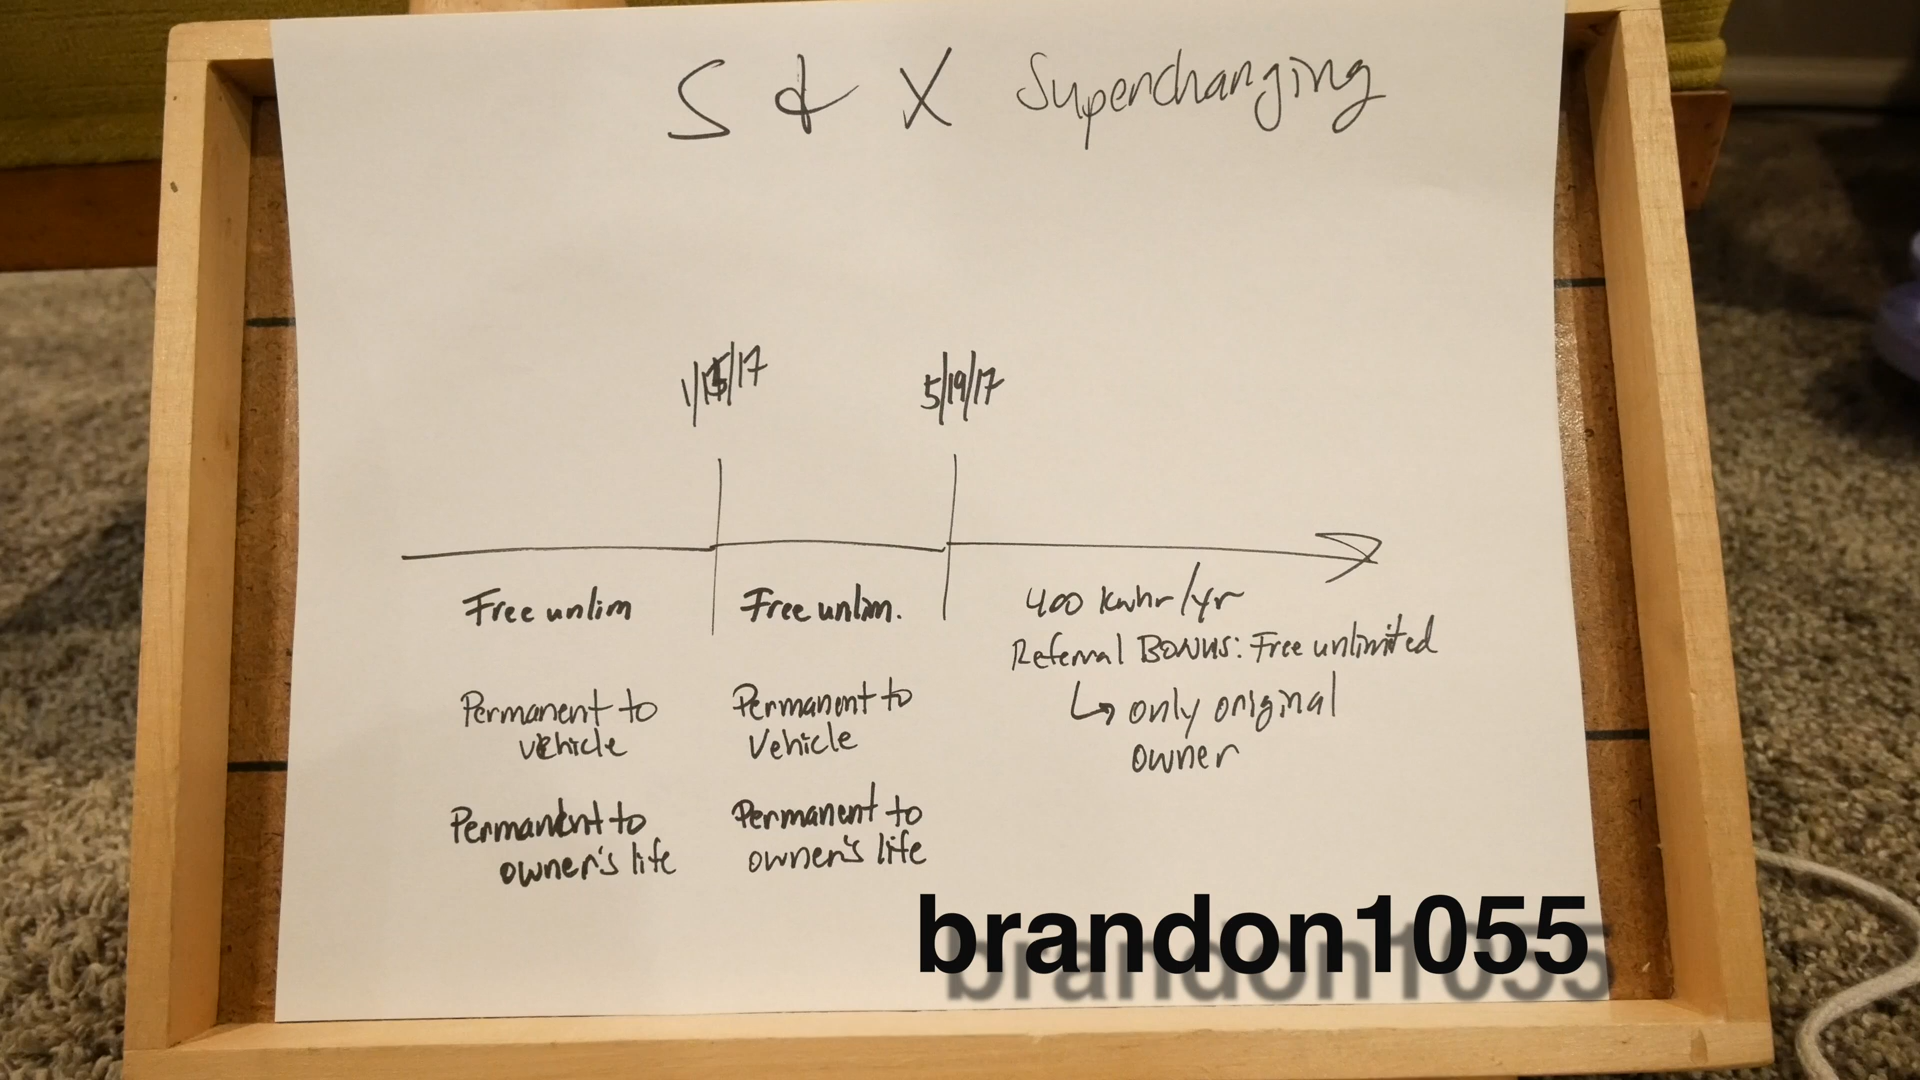 S & X Supercharging
1/15/17 5/19/17
Free unlim Free unlim. 400 kwhr/yr
Referral BONUS: Free unlimited
Permanent to Permanent to ↳ only original
vehicle Vehicle owner
Permanent to Permanent to
owner's life owner's life
brandon1055